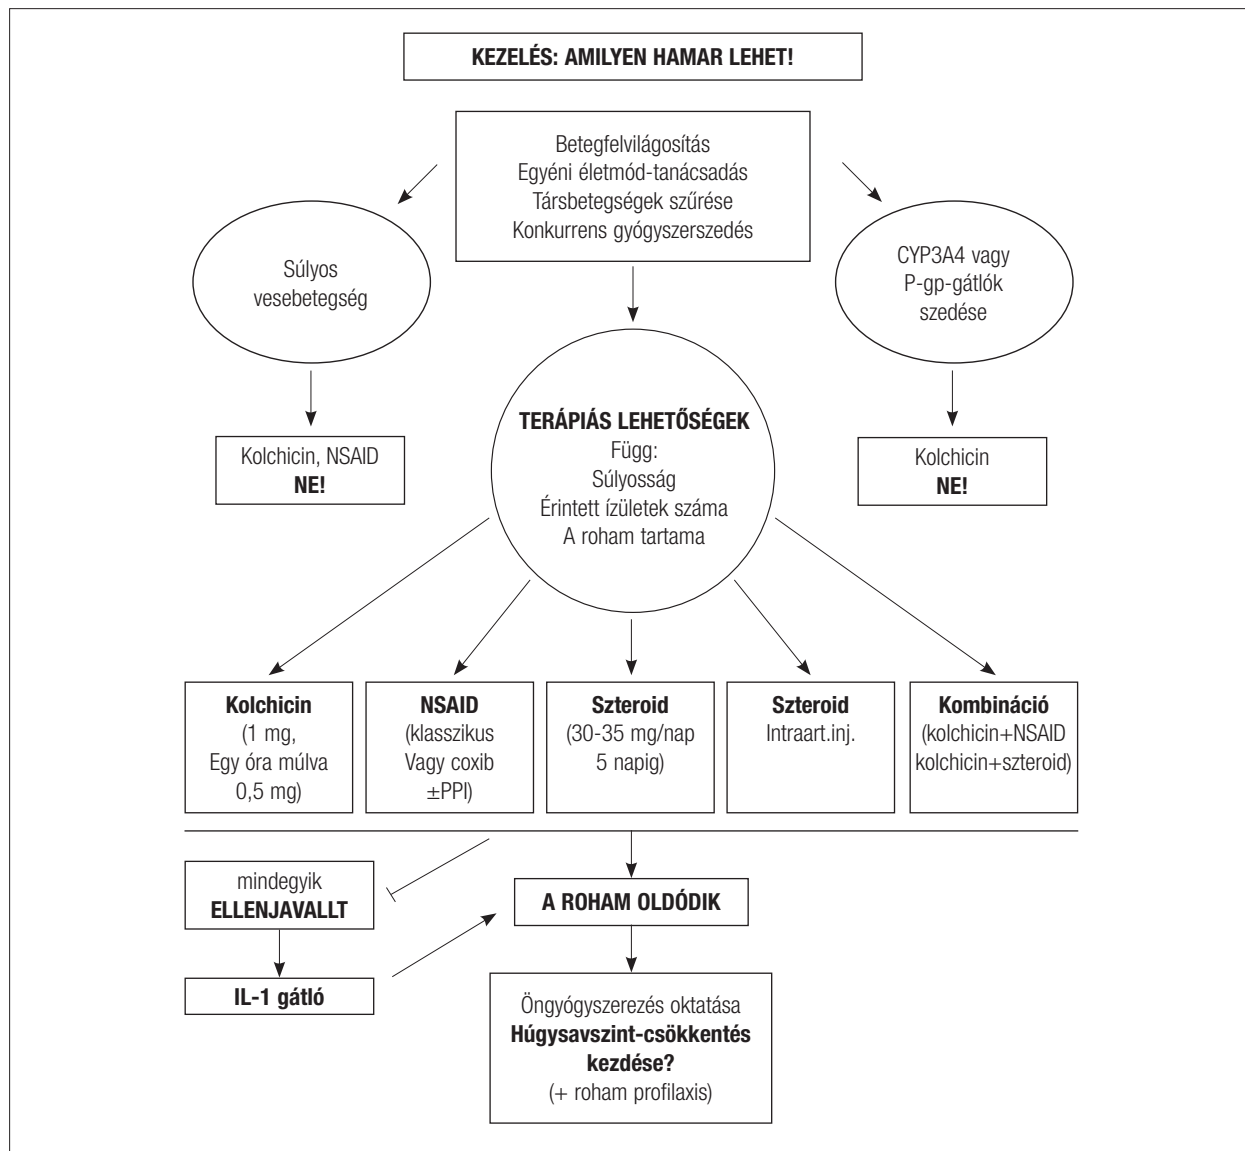 KEZELÉS: AMILYEN HAMAR LEHET!
Betegfelvilágosítás
Egyéni életmód-tanácsadás
Társbetegségek szűrése
Konkurrens gyógyszerszedés
Súlyos
vesebetegség
CYP3A4 vagy
P-gp-gátlók
szedése
Kolchicin, NSAID
NE!
TERÁPIÁS LEHETŐSÉGEK
Függ:
Súlyosság
Érintett ízületek száma
A roham tartama
Kolchicin
NE!
Kolchicin
(1 mg,
Egy óra múlva
0,5 mg)
NSAID
(klasszikus
Vagy coxib
±PPI)
Szteroid
(30-35 mg/nap
5 napig)
Szteroid
Intraart.inj.
Kombináció
(kolchicin+NSAID
kolchicin+szteroid)
mindegyik
ELLENJAVALLT
A ROHAM OLDÓDIK
IL-1 gátló
Öngyógyszerezés oktatása
Húgysavszint-csökkentés
kezdése?
(+ roham profilaxis)